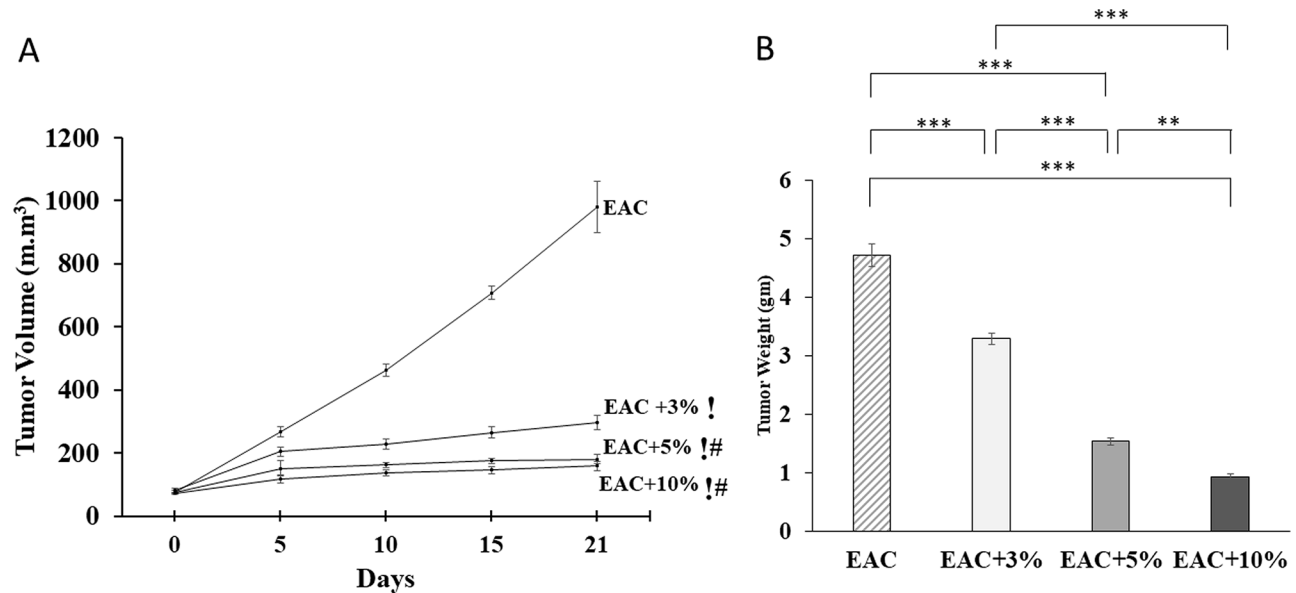 A
Tumor Volume (m.m³)
1200
1000
800
600
400
200
0
0 5 10 15 21
Days
EAC
EAC +3% !
EAC+5% !#
EAC+10% !#
B
***
***
*** *** **
***
Tumor Weight (gm)
6
5
4
3
2
1
0
EAC EAC+3% EAC+5% EAC+10%